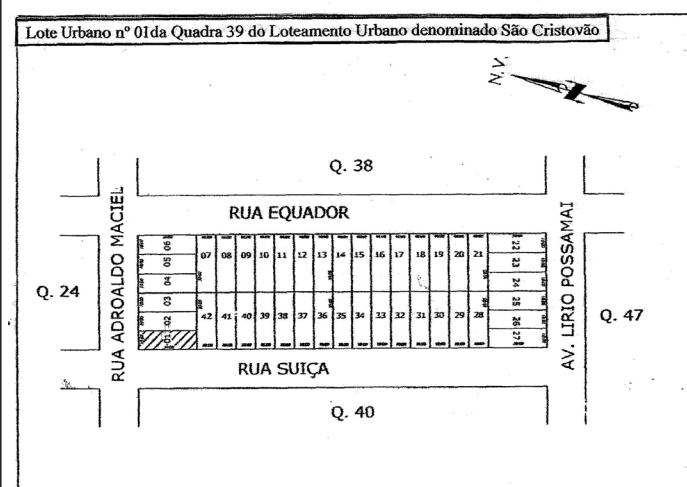 Lote Urbano nº 01da Quadra 39 do Loteamento Urbano denominado São Cristovão
N. V.
Q. 38
RUA EQUADOR
RUA ADROALDO MACIEL
AV. LIRIO POSSAMAI
Q. 24
Q. 47
06
05
04
03
02
01
07 08 09 10 11 12 13 14 15 16 17 18 19 20 21
42 41 40 39 38 37 36 35 34 33 32 31 30 29 28
22
23
24
25
26
27
RUA SUIÇA
Q. 40